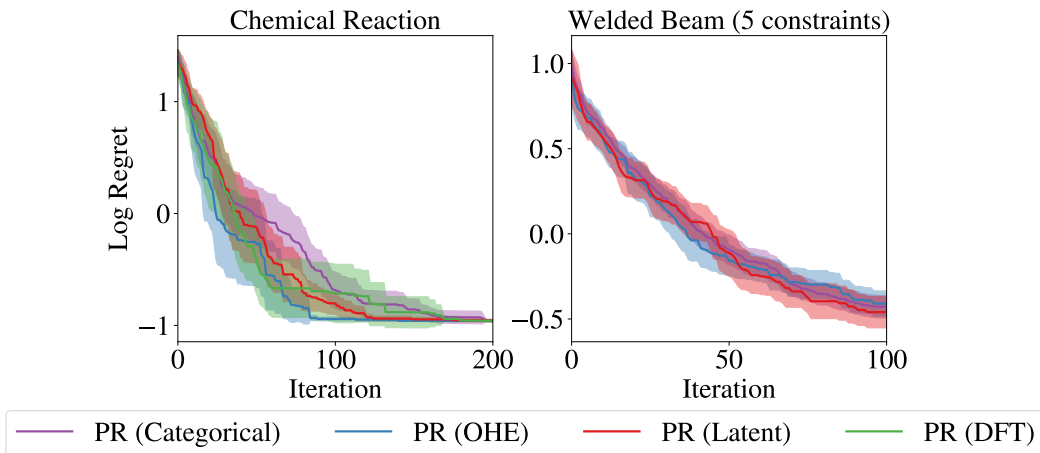 Chemical Reaction
Log Regret
1
0
−1
0 100 200
Iteration
Welded Beam (5 constraints)
1.0
0.5
0.0
−0.5
0 50 100
Iteration
PR (Categorical) PR (OHE) PR (Latent) PR (DFT)